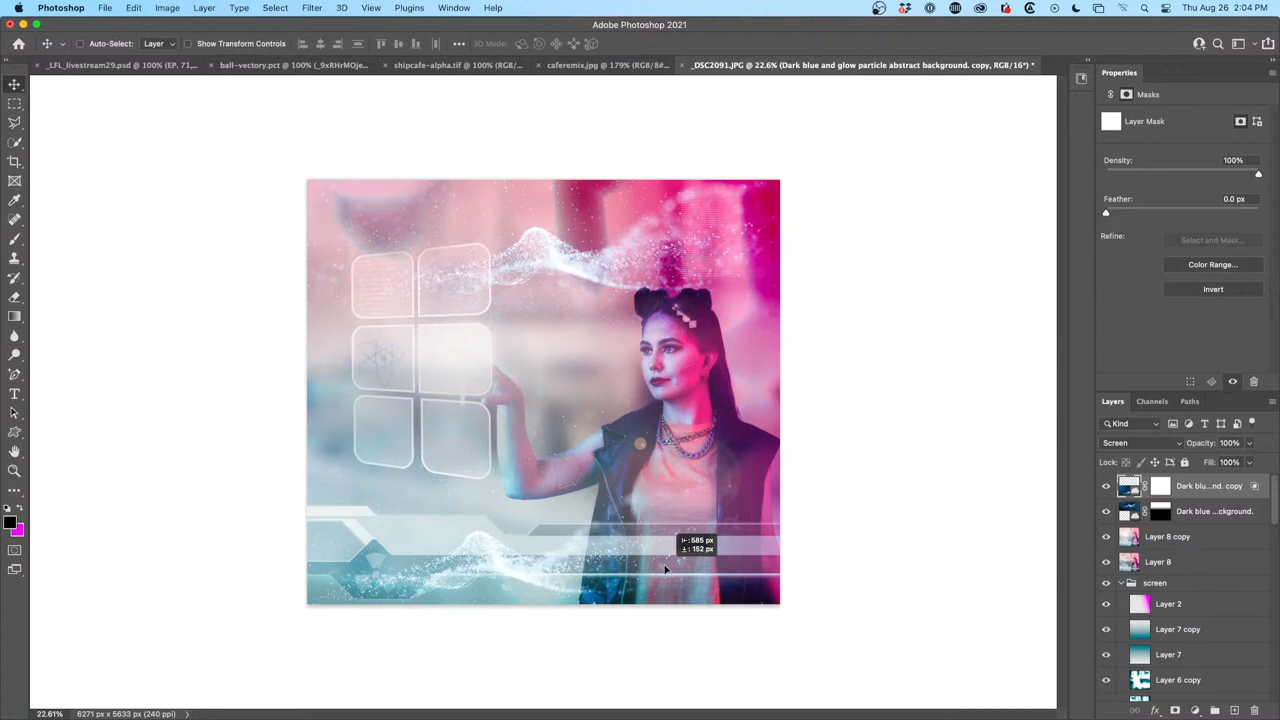 Photoshop File Edit Image Layer Type Select Filter 3D View Plugins Window Help Thu Aug 26 2:04 PM
Adobe Photoshop 2021
Auto-Select: Layer Show Transform Controls 3D Mode:
_LFL_livestream29.psd @ 100% (EP. 71,... ball-vectory.pct @ 100% (_9xRHrMOje... shipcafe-alpha.tif @ 100% (RGB/... caferemix.jpg @ 179% (RGB/8#... _DSC2091.JPG @ 22.6% (Dark blue and glow particle abstract background. copy, RGB/16*) *
Properties
Masks
Layer Mask
Density: 100%
Feather: 0.0 px
Refine: Select and Mask...
Color Range...
Invert
Layers Channels Paths
Kind
Screen Opacity: 100%
Lock: Fill: 100%
Dark blu...nd. copy
Dark blue ...ckground.
Layer 8 copy
Layer 8
screen
Layer 2
Layer 7 copy
Layer 7
Layer 6 copy
585 px
152 px
22.61% 6271 px x 5633 px (240 ppi)